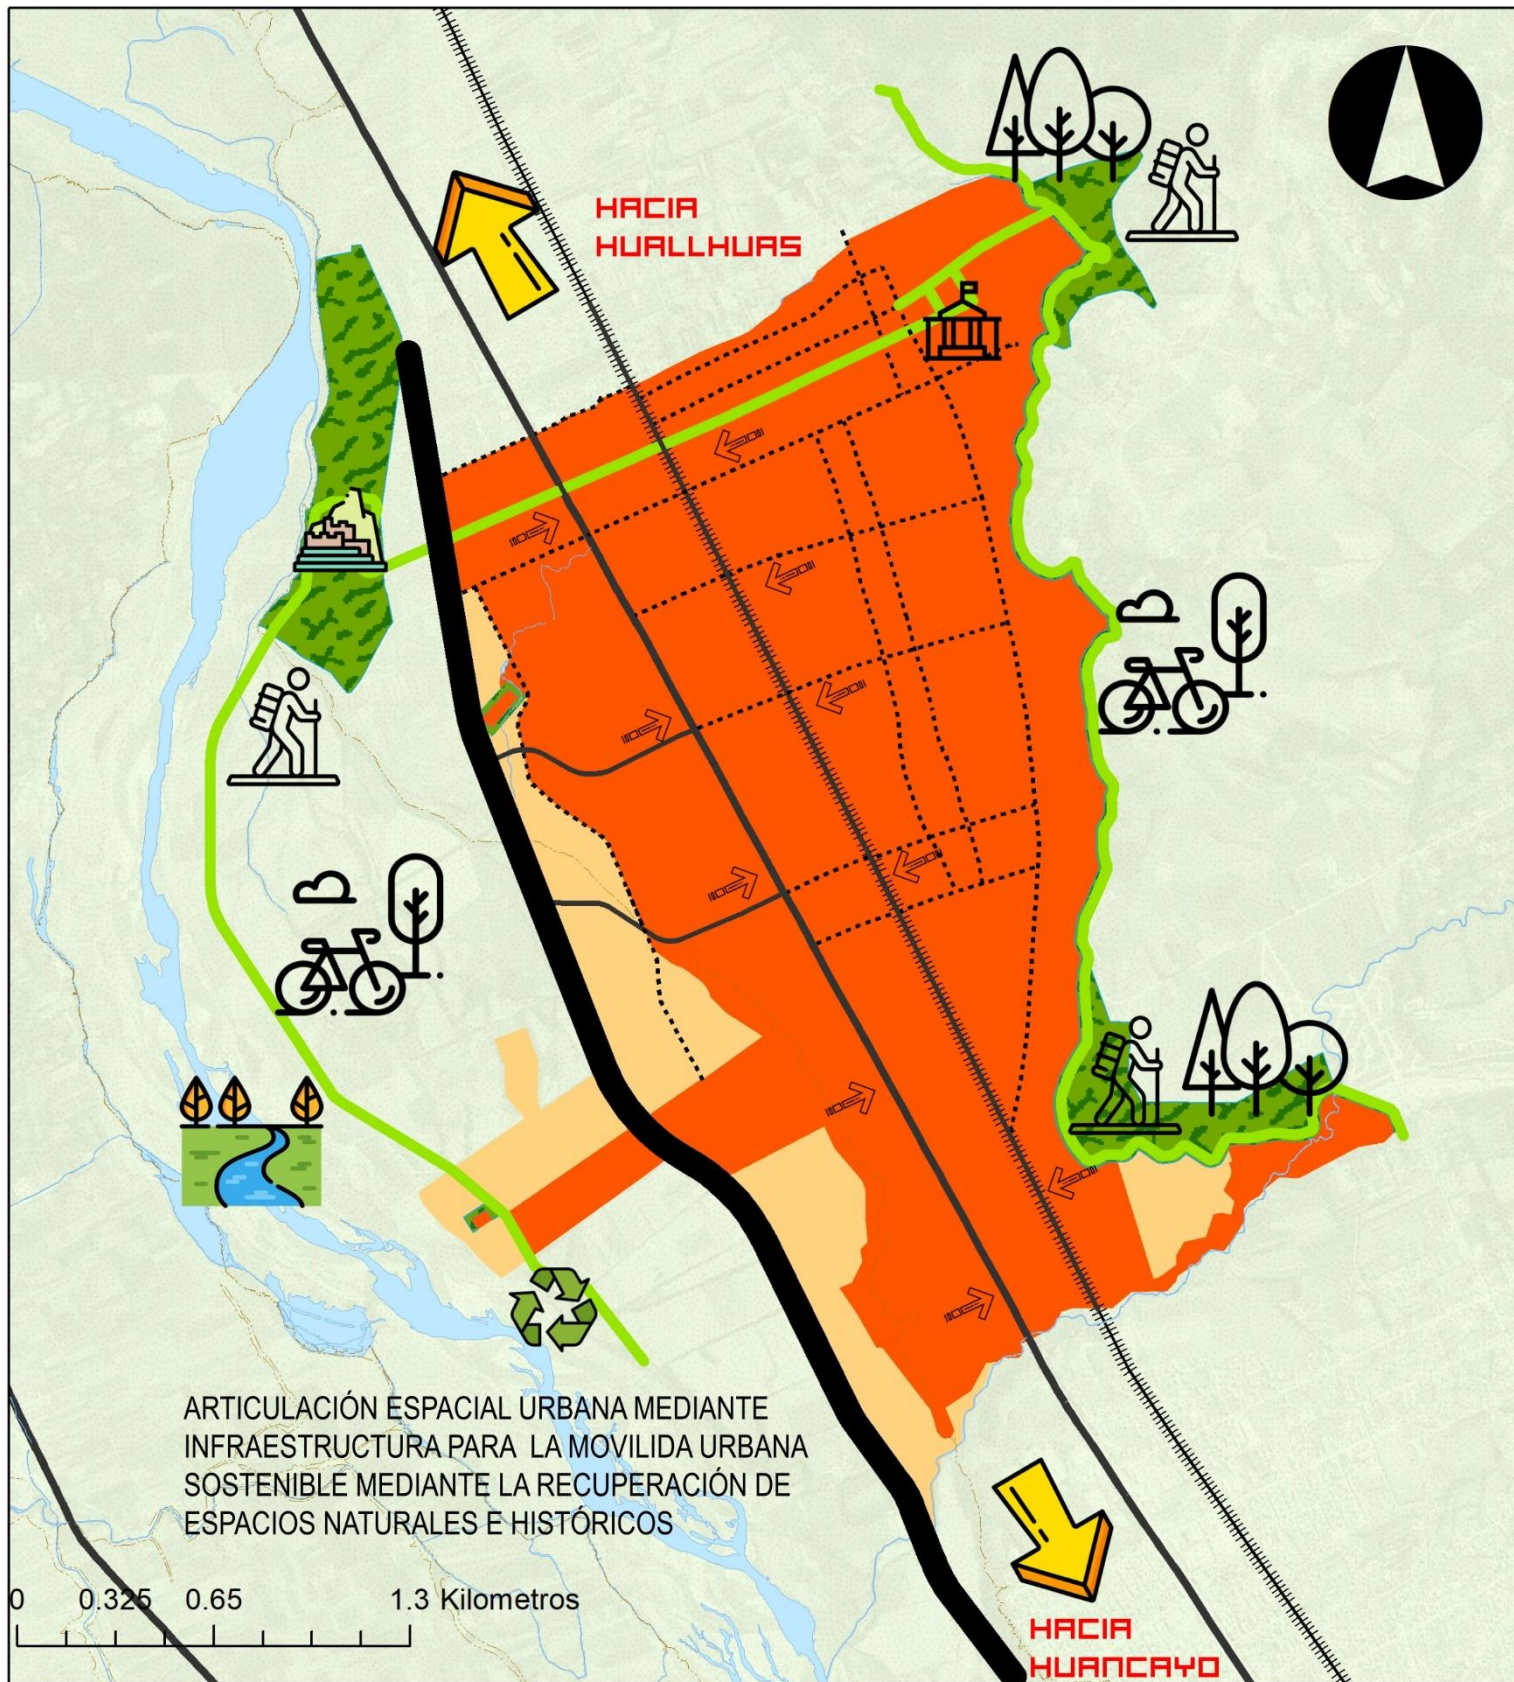 HACIA
HUALLHUAS
ARTICULACIÓN ESPACIAL URBANA MEDIANTE
INFRAESTRUCTURA PARA LA MOVILIDA URBANA
SOSTENIBLE MEDIANTE LA RECUPERACIÓN DE
ESPACIOS NATURALES E HISTÓRICOS
0 0.325 0.65 1.3 Kilometros
HACIA
HUANCAYO